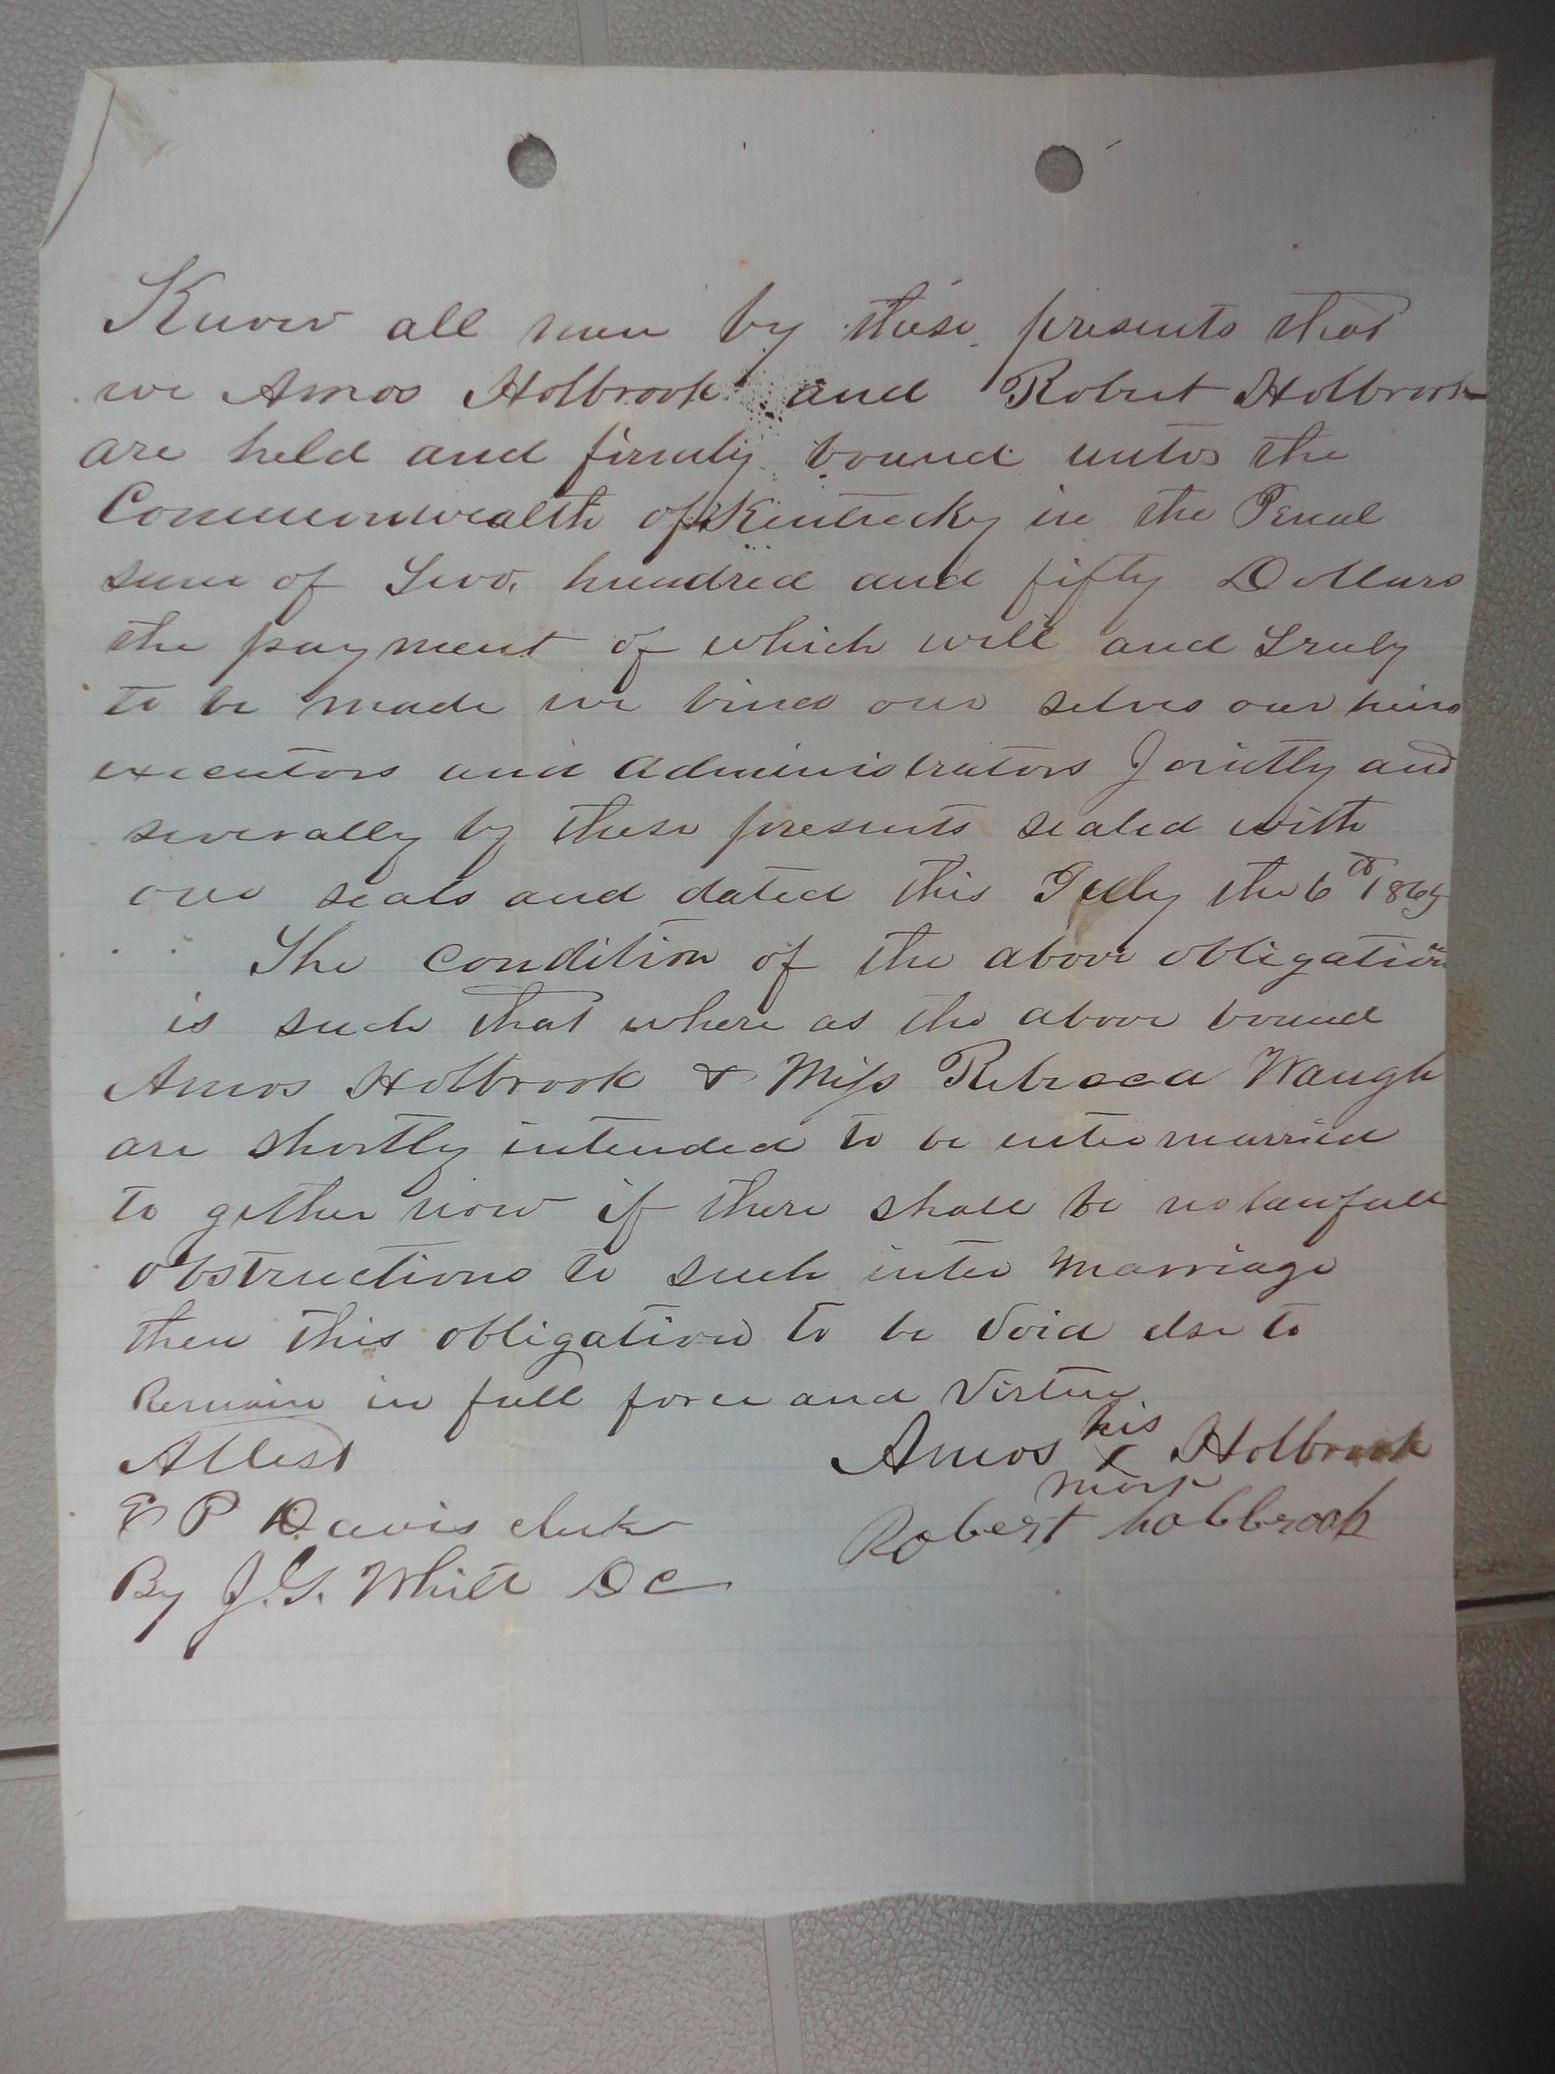 Know all men by these presents that
we Amos Holbrook and Robert Holbrook
are held and firmly bound unto the
Commonwealth of Kentucky in the Penal
sum of Two hundred and fifty Dollars
the payment of which will and Truly
to be made we bind our selves our heirs
executors and administrators Jointly and
severally by these presents sealed with
our seals and dated this July the 6th
The condition of the above obligation
is such that where as the above bound
Amos Holbrook & Miss Rebecca Waugh
are shortly intended to be inter married
to gether now if there shall be no lawfull
obstructions to such inter marriage
then this obligation to be void else to
Remain in full force and Virtue
Attest
Amos his x mark Holbrook
E P Davis clerk
Robert holbrook
By J. G. Whitt DC